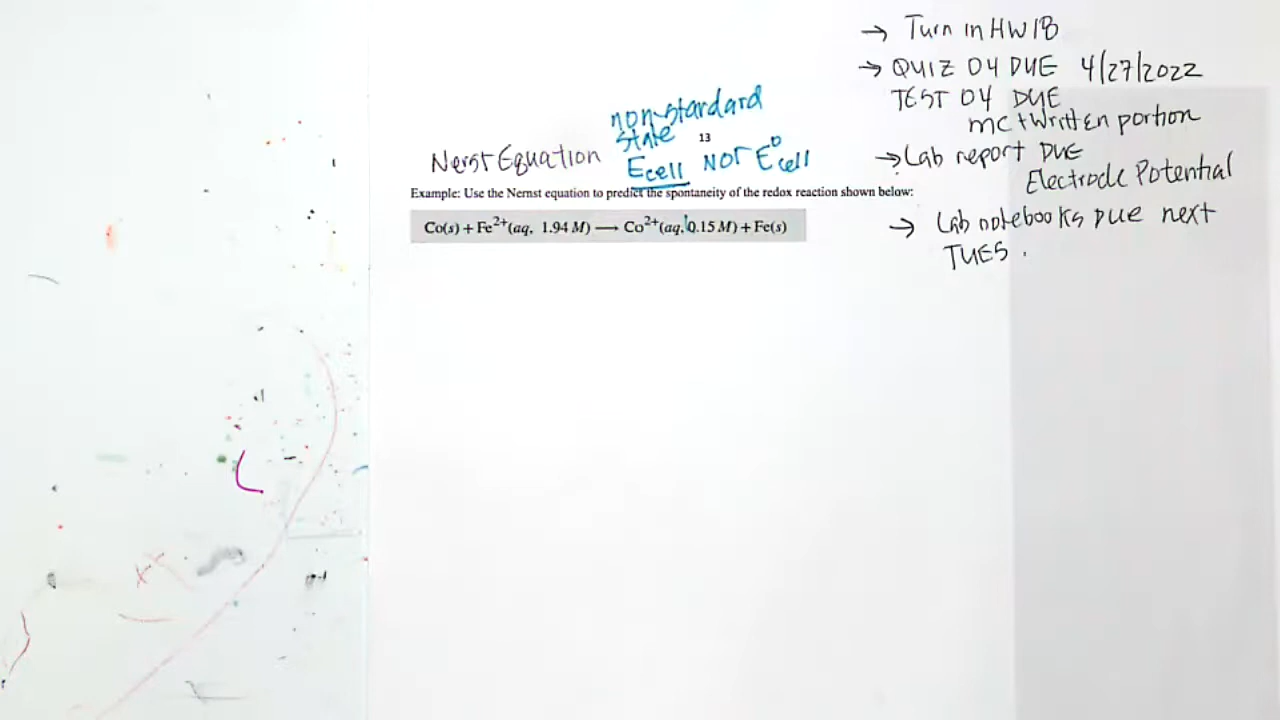 → Turn in HW18
→ QUIZ 04 DUE 4/27/2022
TEST 04 DUE
MC + Written portion
→ Lab report DUE
Electrode Potential
→ Lab notebooks Due next
TUES.
non-standard
state
13
Nerst Equation
Ecell NOT E°cell
Example: Use the Nernst equation to predict the spontaneity of the redox reaction shown below:
Co(s) + Fe²⁺(aq, 1.94 M) ⟶ Co²⁺(aq, 0.15 M) + Fe(s)